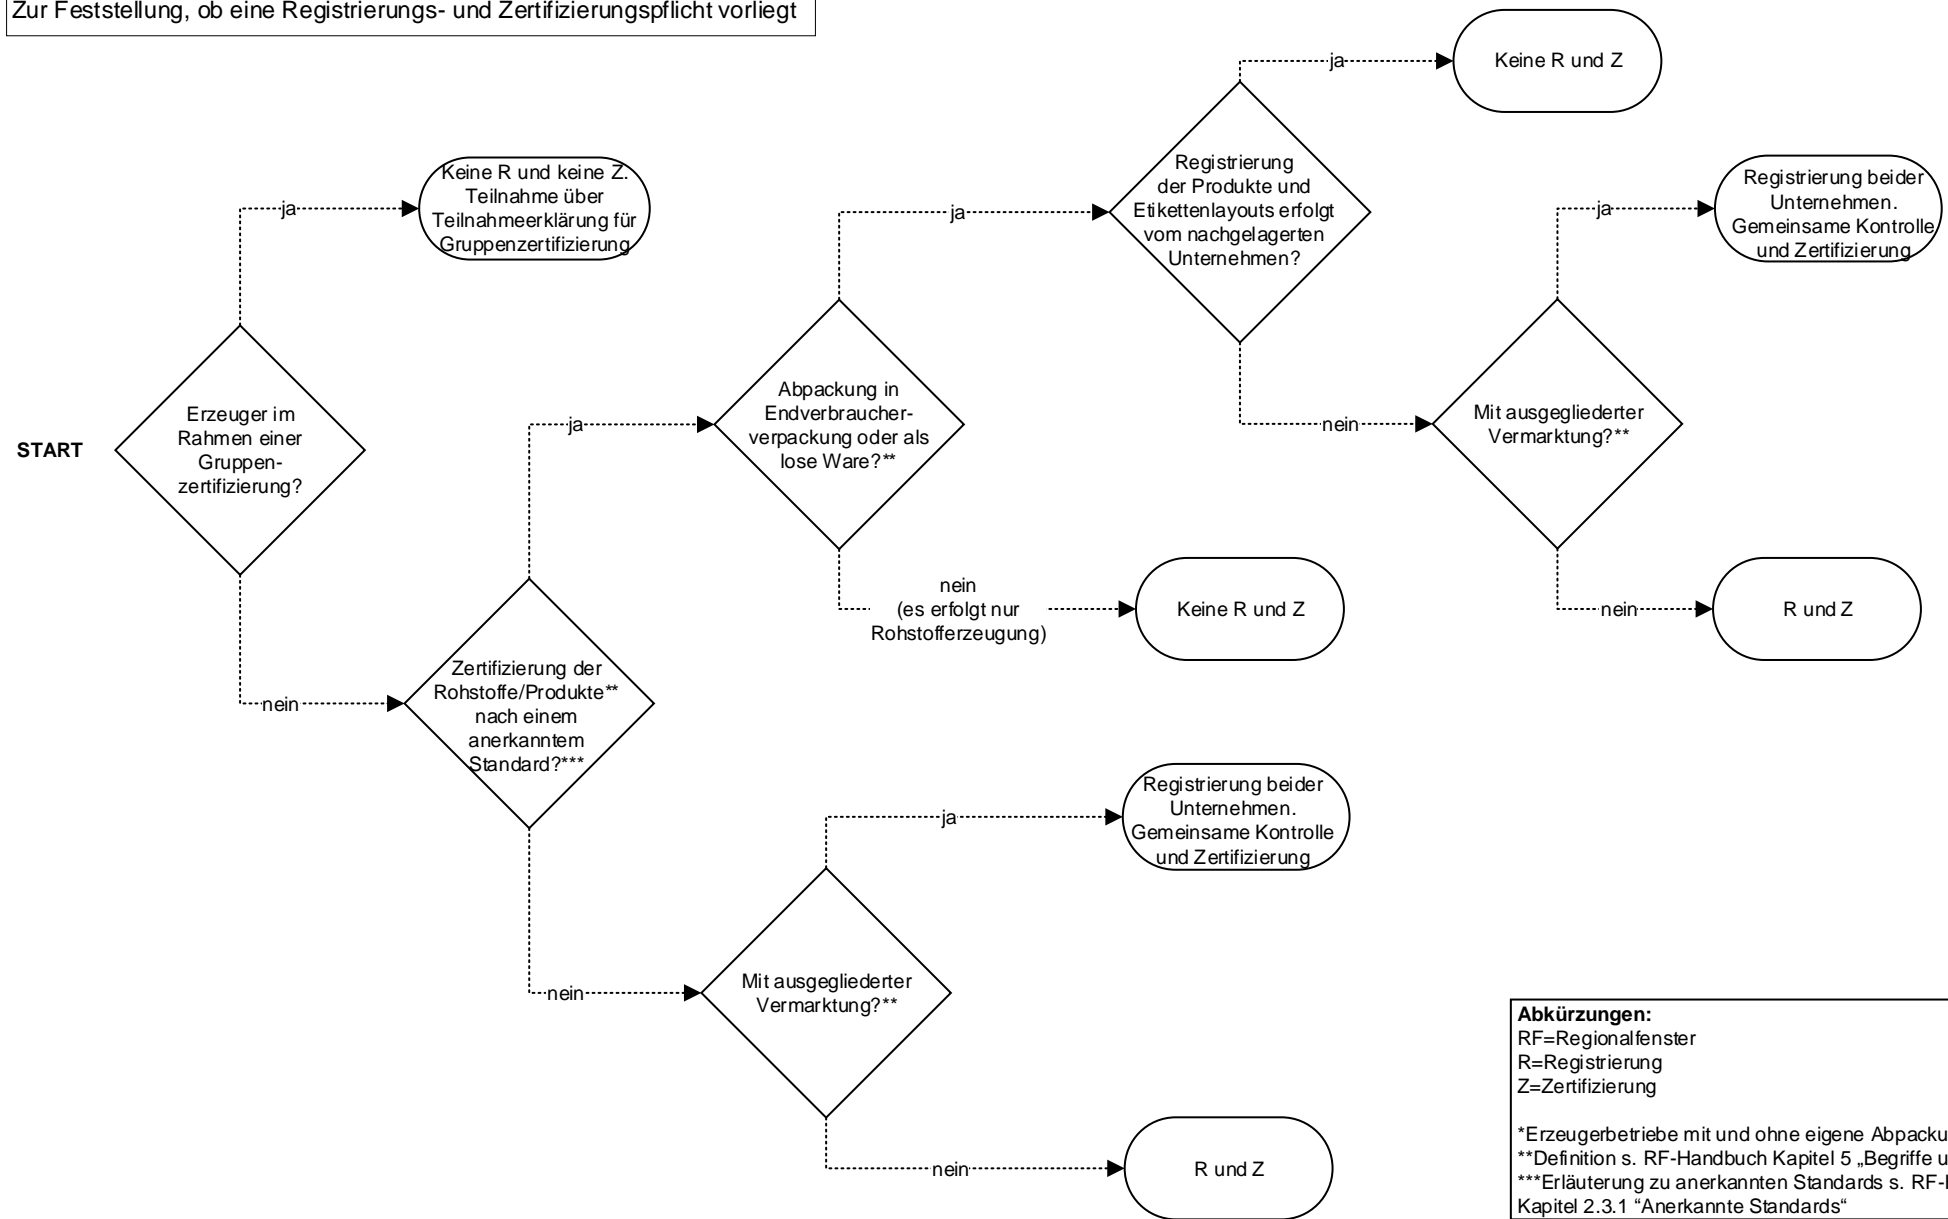 Zur Feststellung, ob eine Registrierungs- und Zertifizierungspflicht vorliegt
START
Erzeuger im
Rahmen einer
Gruppen-
zertifizierung?
ja
Keine R und keine Z.
Teilnahme über
Teilnahmeerklärung für
Gruppenzertifizierung
nein
Zertifizierung der
Rohstoffe/Produkte**
nach einem
anerkanntem
Standard?***
ja
Abpackung in
Endverbraucher-
verpackung oder als
lose Ware?**
ja
Registrierung
der Produkte und
Etikettenlayouts erfolgt
vom nachgelagerten
Unternehmen?
ja
Keine R und Z
nein
Mit ausgegliederter
Vermarktung?**
ja
Registrierung beider
Unternehmen.
Gemeinsame Kontrolle
und Zertifizierung
nein
R und Z
nein
(es erfolgt nur
Rohstofferzeugung)
Keine R und Z
nein
Mit ausgegliederter
Vermarktung?**
ja
Registrierung beider
Unternehmen.
Gemeinsame Kontrolle
und Zertifizierung
nein
R und Z
Abkürzungen:
RF=Regionalfenster
R=Registrierung
Z=Zertifizierung
*Erzeugerbetriebe mit und ohne eigene
**Definition s. RF-Handbuch Kapitel 5 „Begriffe
***Erläuterung zu anerkannten Standards s.
Kapitel 2.3.1 “Anerkannte Standards“